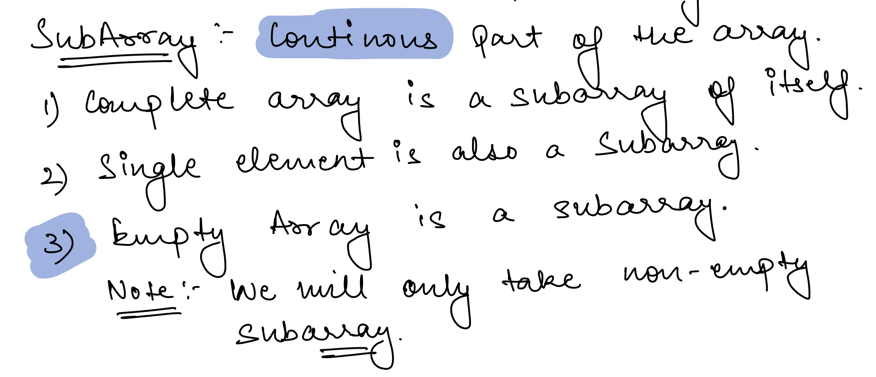 SubArray :- Continous part of the array.
1) Complete array is a subarray of itself.
2) Single element is also a Subarray.
3) Empty Array is a subarray.
Note :- We will only take non-empty
subarray.